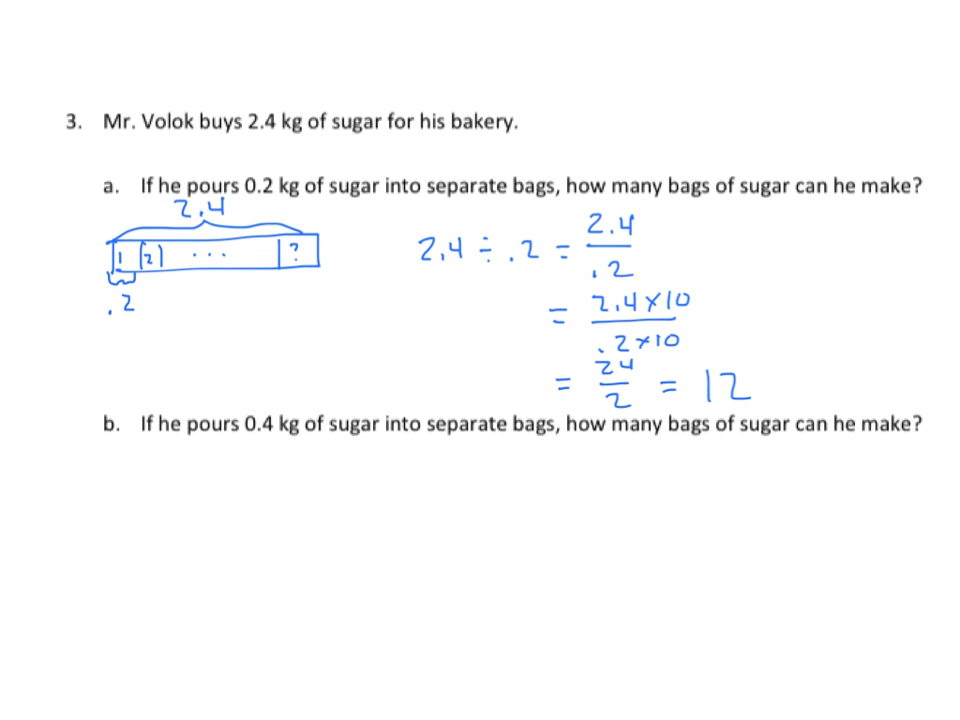 3. Mr. Volok buys 2.4 kg of sugar for his bakery.
a. If he pours 0.2 kg of sugar into separate bags, how many bags of sugar can he make?
2.4
1 2 ... ?
.2
2.4 ÷ .2 = 2.4 / .2
= 2.4 × 10 / .2 × 10
= 24 / 2 = 12
b. If he pours 0.4 kg of sugar into separate bags, how many bags of sugar can he make?